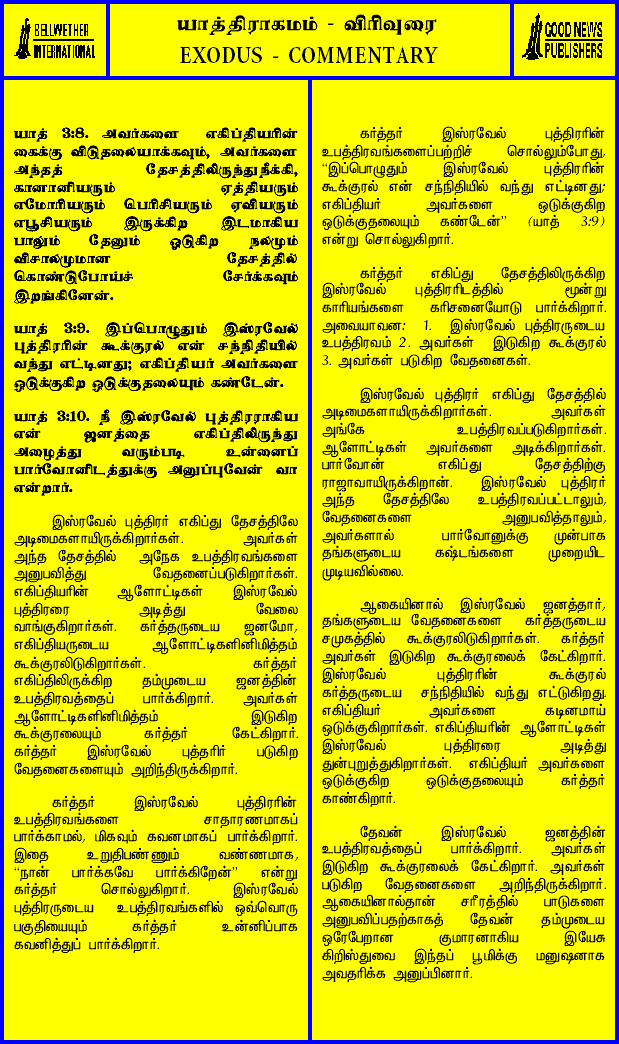 BELLWETHER
INTERNATIONAL
யாத்திராகமம் - விரிவுரை
EXODUS - COMMENTARY
GOOD NEWS
PUBLISHERS
யாத் 3:8. அவர்களை எகிப்தியரின்
கைக்கு விடுதலையாக்கவும், அவர்களை
அந்தத் தேசத்திலிருந்துநீக்கி,
கானானியரும் ஏத்தியரும்
எமோரியரும் பெரிசியரும் ஏவியரும்
எபூசியரும் இருக்கிற இடமாகிய
பாலும் தேனும் ஓடுகிற நலமும்
விசாலமுமான தேசத்தில்
கொண்டுபோய்ச் சேர்க்கவும்
இறங்கினேன்.
யாத் 3:9. இப்பொழுதும் இஸ்ரவேல்
புத்திரரின் கூக்குரல் என் சந்நிதியில்
வந்து எட்டினது; எகிப்தியர் அவர்களை
ஒடுக்குகிற ஒடுக்குதலையும் கண்டேன்.
யாத் 3:10. நீ இஸ்ரவேல் புத்திரராகிய
என் ஜனத்தை எகிப்திலிருந்து
அழைத்து வரும்படி உன்னைப்
பார்வோனிடத்துக்கு அனுப்புவேன் வா
என்றார்.
இஸ்ரவேல் புத்திரர் எகிப்து தேசத்திலே
அடிமைகளாயிருக்கிறார்கள். அவர்கள்
அந்த தேசத்தில் அநேக உபத்திரவங்களை
அனுபவித்து வேதனைப்படுகிறார்கள்.
எகிப்தியரின் ஆளோட்டிகள் இஸ்ரவேல்
புத்திரரை அடித்து வேலை
வாங்குகிறார்கள். கர்த்தருடைய ஜனமோ,
எகிப்தியருடைய ஆளோட்டிகளினிமித்தம்
கூக்குரலிடுகிறார்கள். கர்த்தர்
எகிப்திலிருக்கிற தம்முடைய ஜனத்தின்
உபத்திரவத்தைப் பார்க்கிறார். அவர்கள்
ஆளோட்டிகளினிமித்தம் இடுகிற
கூக்குரலையும் கர்த்தர் கேட்கிறார்.
கர்த்தர் இஸ்ரவேல் புத்தரிர் படுகிற
வேதனைகளையும் அறிந்திருக்கிறார்.
கர்த்தர் இஸ்ரவேல் புத்திரரின்
உபத்திரவங்களை சாதாரணமாகப்
பார்க்காமல், மிகவும் கவனமாகப் பார்க்கிறார்.
இதை உறுதிபண்ணும் வண்ணமாக,
“நான் பார்க்கவே பார்க்கிறேன்” என்று
கர்த்தர் சொல்லுகிறார். இஸ்ரவேல்
புத்திரருடைய உபத்திரவங்களில் ஒவ்வொரு
பகுதியையும் கர்த்தர் உன்னிப்பாக
கவனித்துப் பார்க்கிறார்.
கர்த்தர் இஸ்ரவேல் புத்திரரின்
உபத்திரவங்களைப்பற்றிச் சொல்லும்போது,
“இப்பொழுதும் இஸ்ரவேல் புத்திரரின்
கூக்குரல் என் சந்நிதியில் வந்து எட்டினது;
எகிப்தியர் அவர்களை ஒடுக்குகிற
ஒடுக்குதலையும் கண்டேன்” (யாத் 3:9)
என்று சொல்லுகிறார்.
கர்த்தர் எகிப்து தேசத்திலிருக்கிற
இஸ்ரவேல் புத்திரரிடத்தில் மூன்று
காரியங்களை கரிசனையோடு பார்க்கிறார்.
அவையாவன: 1. இஸ்ரவேல் புத்திரருடைய
உபத்திரவம் 2. அவர்கள் இடுகிற கூக்குரல்
3. அவர்கள் படுகிற வேதனைகள்.
இஸ்ரவேல் புத்திரர் எகிப்து தேசத்தில்
அடிமைகளாயிருக்கிறார்கள். அவர்கள்
அங்கே உபத்திரவப்படுகிறார்கள்.
ஆளோட்டிகள் அவர்களை அடிக்கிறார்கள்.
பார்வோன் எகிப்து தேசத்திற்கு
ராஜாவாயிருக்கிறான். இஸ்ரவேல் புத்திரர்
அந்த தேசத்திலே உபத்திரவப்பட்டாலும்,
வேதனைகளை அனுபவித்தாலும்,
அவர்களால் பார்வோனுக்கு முன்பாக
தங்களுடைய கஷ்டங்களை முறையிட
முடியவில்லை.
ஆகையினால் இஸ்ரவேல் ஜனத்தார்,
தங்களுடைய வேதனைகளை கர்த்தருடைய
சமுகத்தில் கூக்குரலிடுகிறார்கள். கர்த்தர்
அவர்கள் இடுகிற கூக்குரலைக் கேட்கிறார்.
இஸ்ரவேல் புத்திரரின் கூக்குரல்
கர்த்தருடைய சந்நிதியில் வந்து எட்டுகிறது.
எகிப்தியர் அவர்களை கடினமாய்
ஒடுக்குகிறார்கள். எகிப்தியரின் ஆளோட்டிகள்
இஸ்ரவேல் புத்திரரை அடித்து
துன்புறுத்துகிறார்கள். எகிப்தியர் அவர்களை
ஒடுக்குகிற ஒடுக்குதலையும் கர்த்தர்
காண்கிறார்.
தேவன் இஸ்ரவேல் ஜனத்தின்
உபத்திரவத்தைப் பார்க்கிறார். அவர்கள்
இடுகிற கூக்குரலைக் கேட்கிறார். அவர்கள்
படுகிற வேதனைகளை அறிந்திருக்கிறார்.
ஆகையினால்தான் சரீரத்தில் பாடுகளை
அனுபவிப்பதற்காகத் தேவன் தம்முடைய
ஒரேபேறான குமாரனாகிய இயேசு
கிறிஸ்துவை இந்தப் பூமிக்கு மனுஷனாக
அவதரிக்க அனுப்பினார்.